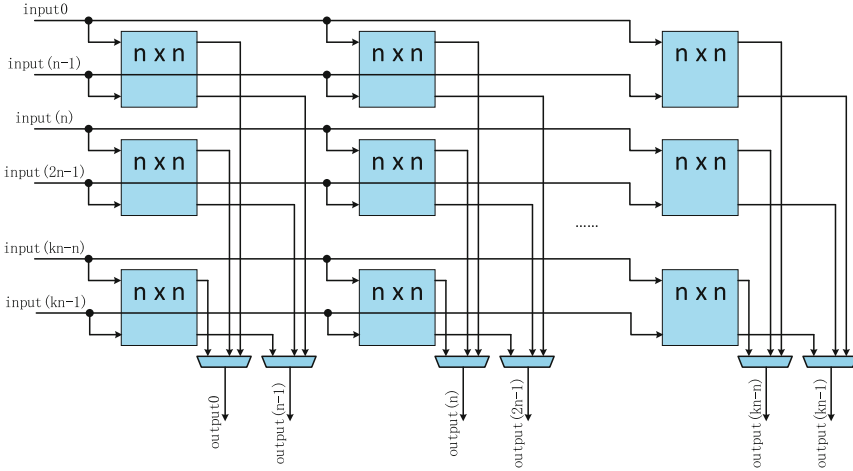 input0
n x n
n x n
n x n
input(n-1)
input(n)
n x n
n x n
n x n
input(2n-1)
......
input(kn-n)
n x n
n x n
n x n
input(kn-1)
output0
output(n-1)
output(n)
output(2n-1)
output(kn-n)
output(kn-1)